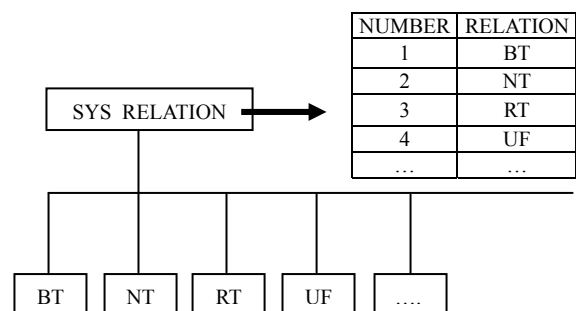 NUMBER RELATION
1 BT
2 NT
3 RT
4 UF
… …
SYS RELATION
BT NT RT UF ….